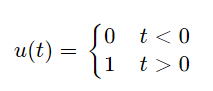 u(t) = { 0 t < 0
1 t > 0